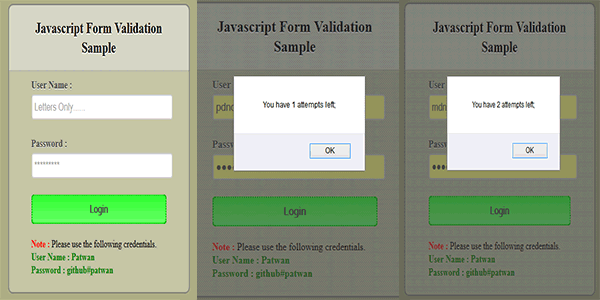 Javascript Form Validation
Sample
User Name :
Letters Only.....
Password :
*********
Login
Note : Please use the following credentials.
User Name : Patwan
Password : github#patwan
Javascript Form Validation
Sample
User
pdnd
You have 1 attempts left;
OK
Passw
Login
Note : Please use the following credentials.
User Name : Patwan
Password : github#patwan
Javascript Form Validation
Sample
User
mdn
You have 2 attempts left;
OK
Pass
Login
Note : Please use the following credentials.
User Name : Patwan
Password : github#patwan